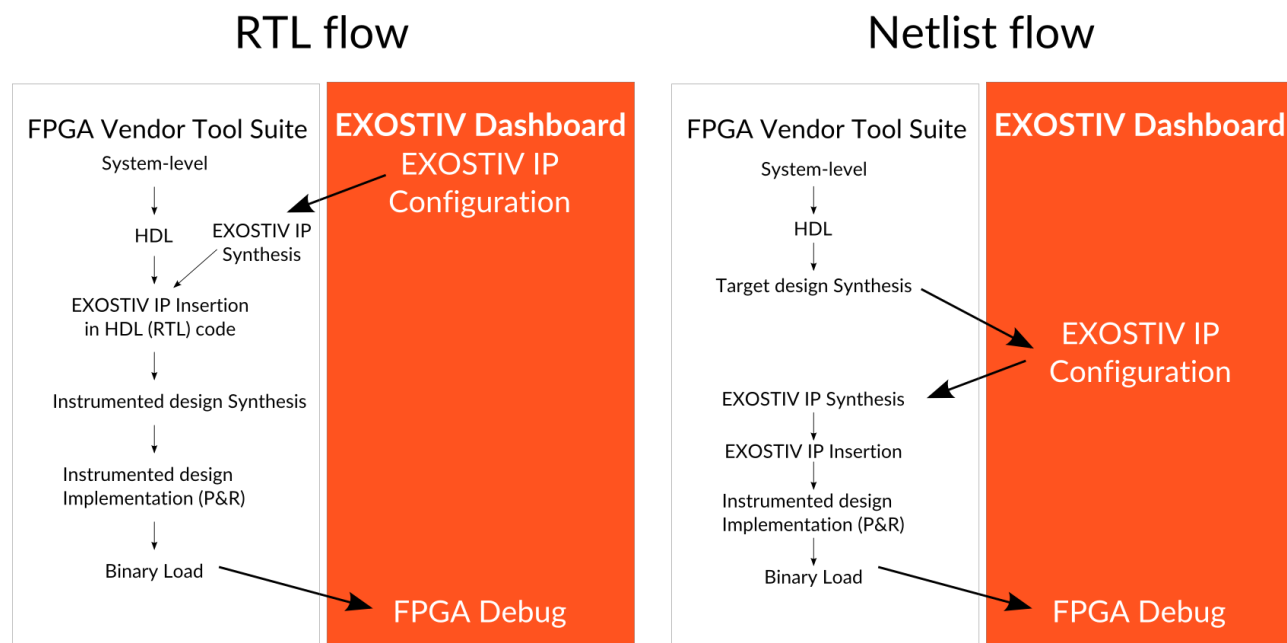 RTL flow
FPGA Vendor Tool Suite
System-level
HDL
EXOSTIV IP
Synthesis
EXOSTIV IP Insertion
in HDL (RTL) code
Instrumented design Synthesis
Instrumented design
Implementation (P&R)
Binary Load
EXOSTIV Dashboard
EXOSTIV IP
Configuration
FPGA Debug
Netlist flow
FPGA Vendor Tool Suite
System-level
HDL
Target design Synthesis
EXOSTIV IP Synthesis
EXOSTIV IP Insertion
Instrumented design
Implementation (P&R)
Binary Load
EXOSTIV Dashboard
EXOSTIV IP
Configuration
FPGA Debug